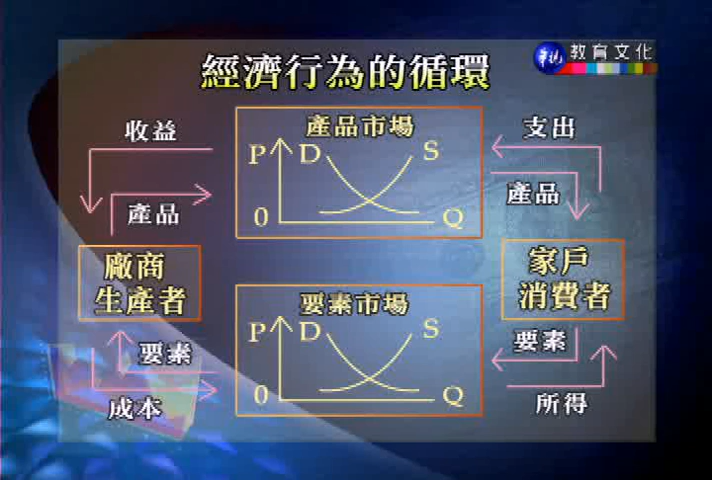 華視
教育文化
經濟行為的循環
收益
產品市場
支出
P
D
S
產品
產品
0
Q
廠商
生產者
家戶
消費者
要素市場
P
D
S
要素
要素
0
Q
成本
所得